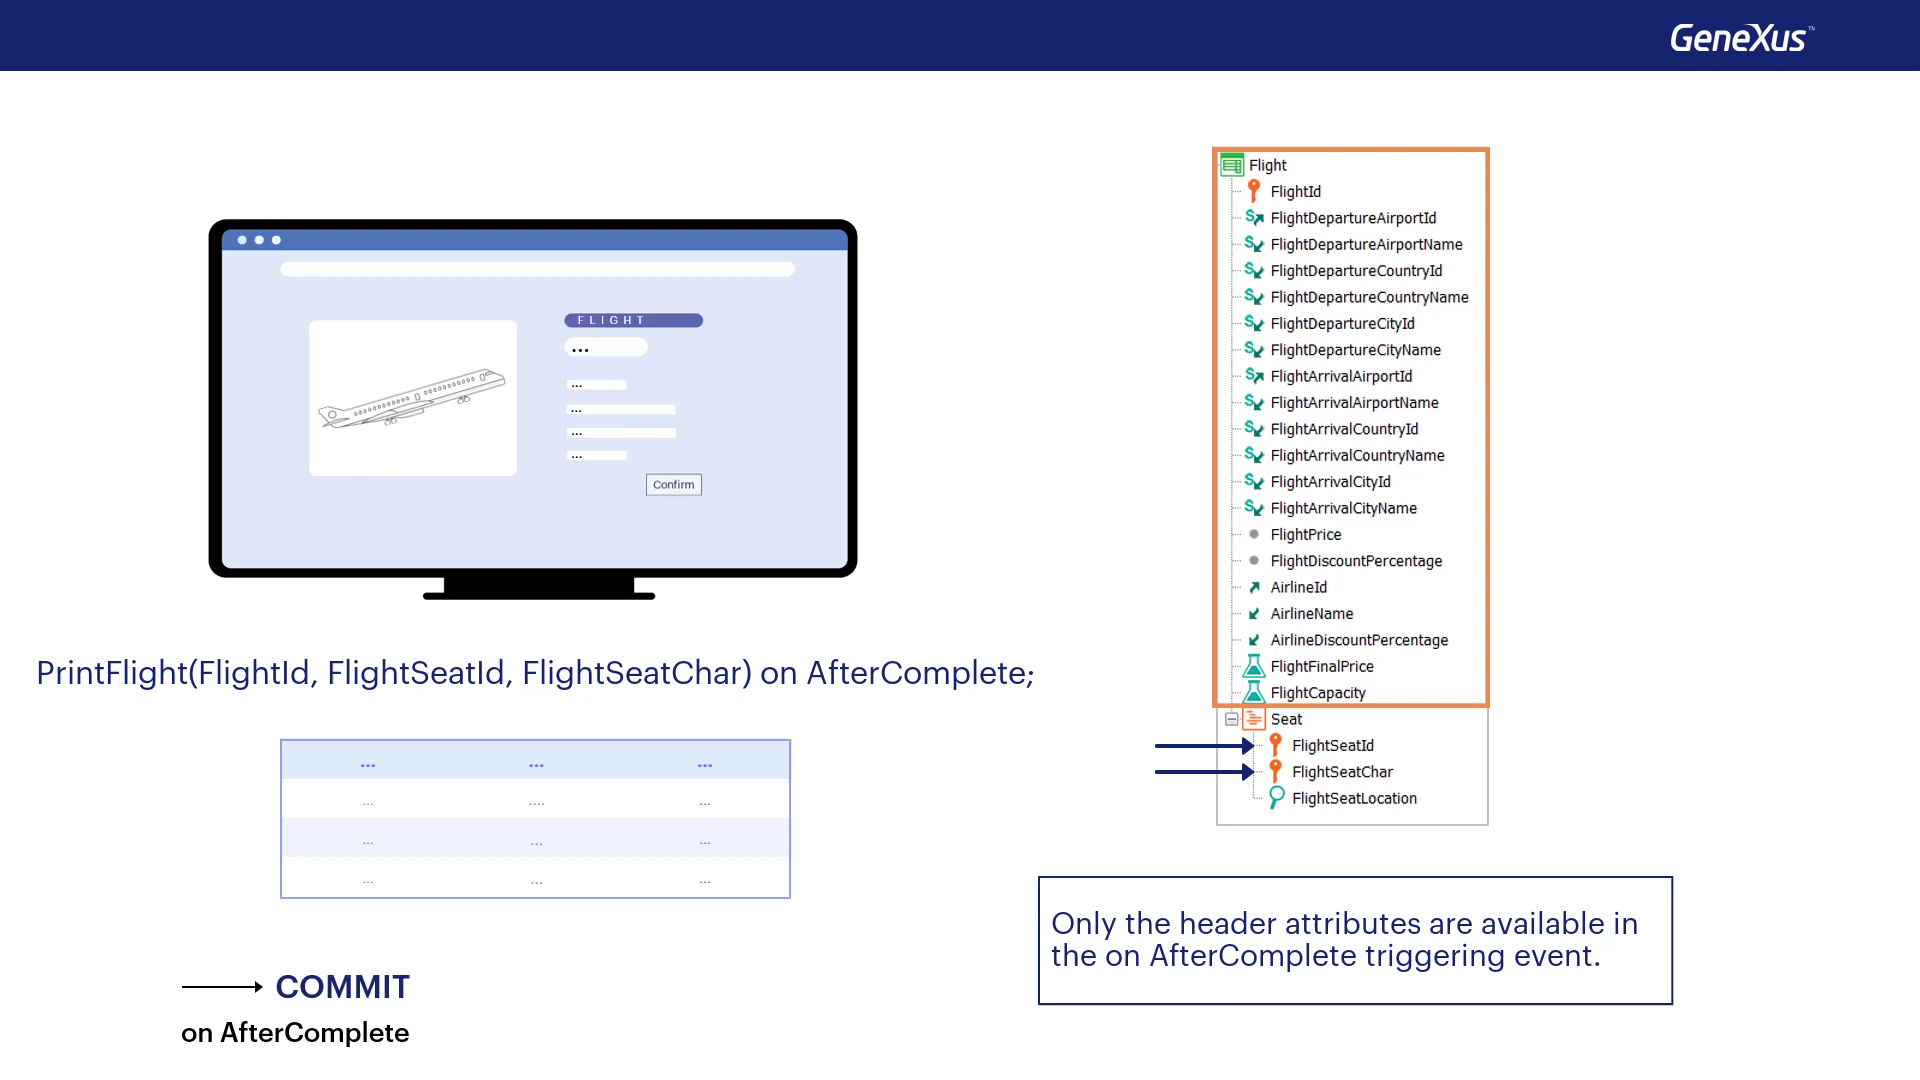 GeneXus™
FLIGHT
...
...
...
...
...
Confirm
PrintFlight(FlightId, FlightSeatId, FlightSeatChar) on AfterComplete;
... ... ...
... .... ...
... ... ...
... ... ...
COMMIT
on AfterComplete
Flight
FlightId
FlightDepartureAirportId
FlightDepartureAirportName
FlightDepartureCountryId
FlightDepartureCountryName
FlightDepartureCityId
FlightDepartureCityName
FlightArrivalAirportId
FlightArrivalAirportName
FlightArrivalCountryId
FlightArrivalCountryName
FlightArrivalCityId
FlightArrivalCityName
FlightPrice
FlightDiscountPercentage
AirlineId
AirlineName
AirlineDiscountPercentage
FlightFinalPrice
FlightCapacity
Seat
FlightSeatId
FlightSeatChar
FlightSeatLocation
Only the header attributes are available in
the on AfterComplete triggering event.